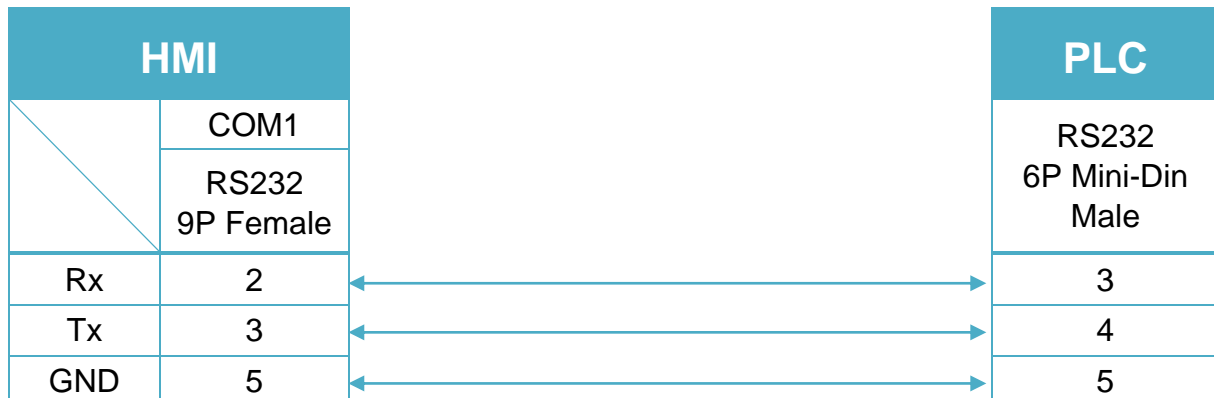 HMI
PLC
COM1
RS232
9P Female
RS232
6P Mini-Din
Male
Rx 2 3
Tx 3 4
GND 5 5